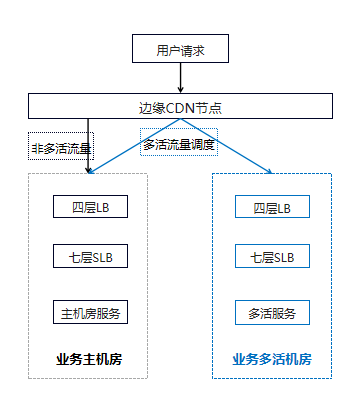 用户请求
边缘CDN节点
非多活流量
多活流量调度
四层LB
四层LB
七层SLB
七层SLB
主机房服务
多活服务
业务主机房
业务多活机房